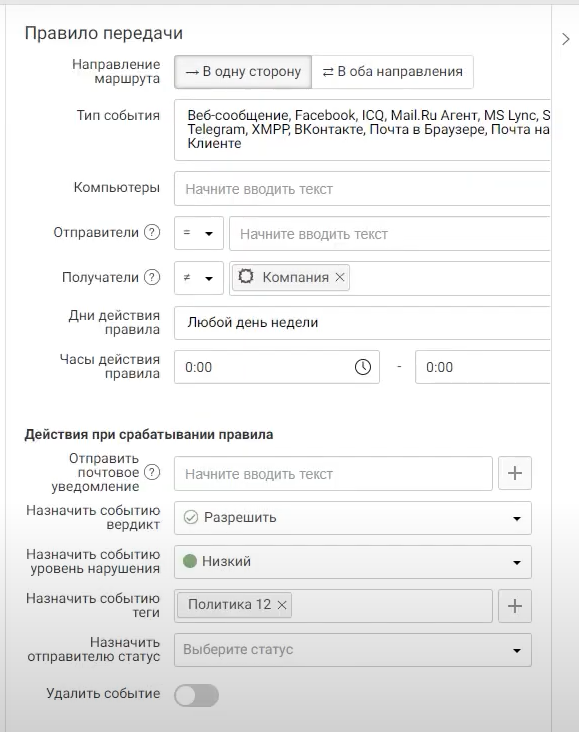 Правило передачи
Направление
маршрута
→ В одну сторону
⇄ В оба направления
Тип события
Веб-сообщение, Facebook, ICQ, Mail.Ru Агент, MS Lync, S
Telegram, XMPP, ВКонтакте, Почта в Браузере, Почта на
Клиенте
Компьютеры
Начните вводить текст
Отправители ?
=
Начните вводить текст
Получатели ?
≠
Компания ×
Дни действия
правила
Любой день недели
Часы действия
правила
0:00
-
0:00
Действия при срабатывании правила
Отправить
почтовое ?
уведомление
Начните вводить текст
+
Назначить событию
вердикт
Разрешить
Назначить событию
уровень нарушения
Низкий
Назначить событию
теги
Политика 12 ×
+
Назначить
отправителю статус
Выберите статус
Удалить событие